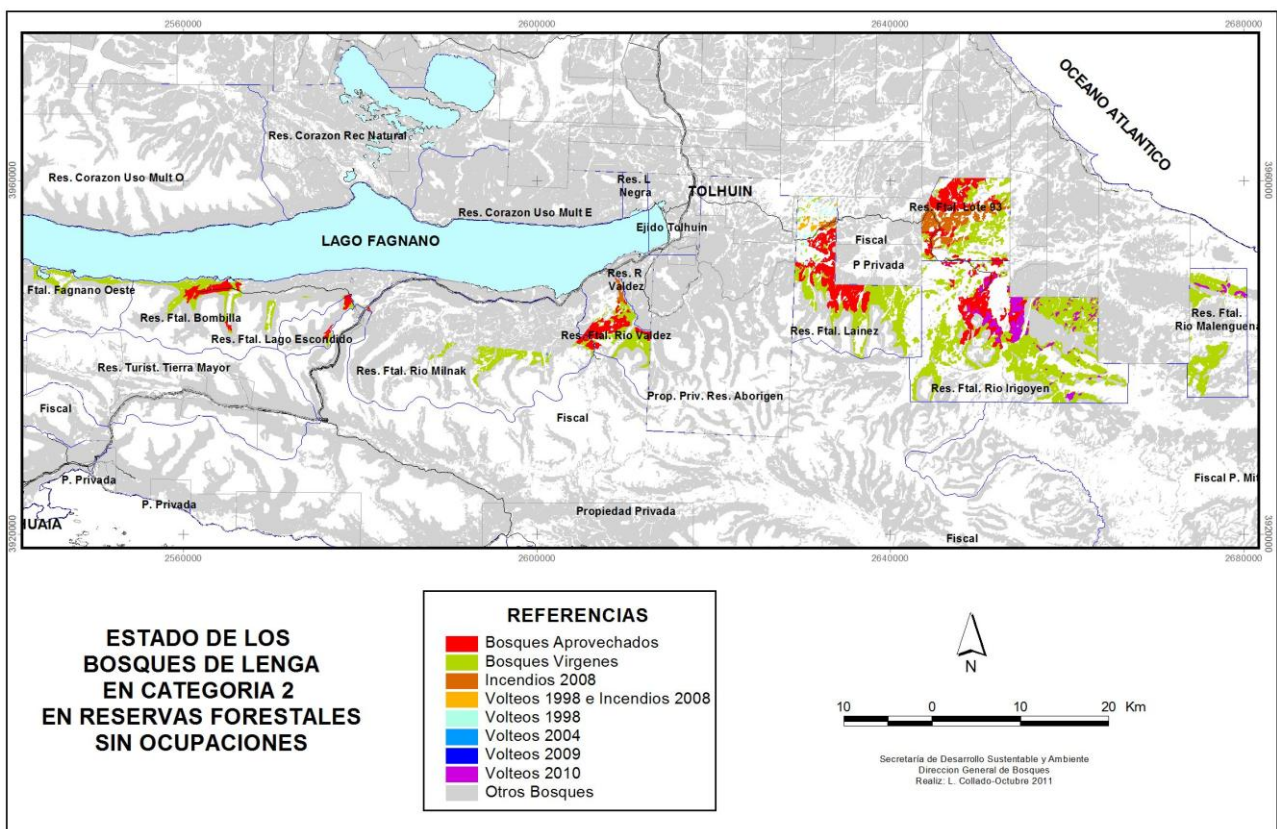 2560000
2600000
2640000
2680000
OCEANO ATLANTICO
Res. Corazon Rec Natural
3960000
3960000
Res. Corazon Uso Mult O
Res. L
Negra
TOLHUIN
Res. Corazon Uso Mult E
Res. Ftal. Lote 93
Ejido Tolhuin
LAGO FAGNANO
Fiscal
P Privada
Res. R
Valdez
Ftal. Fagnano Oeste
Res. Ftal. Bombilla
Res. Ftal.
Rio Malenguena
Res. Ftal. Lainez
Res. Ftal. Lago Escondido
Res. Ftal. Rio Valdez
Res. Turist. Tierra Mayor
Res. Ftal. Rio Milnak
Res. Ftal. Rio Irigoyen
Prop. Priv. Res. Aborigen
Fiscal
Fiscal
P. Privada
Fiscal P. Mit
P. Privada
Propiedad Privada
HUAIA
Fiscal
3920000
3920000
2560000
2600000
2640000
2680000
ESTADO DE LOS
BOSQUES DE LENGA
EN CATEGORIA 2
EN RESERVAS FORESTALES
SIN OCUPACIONES
REFERENCIAS
Bosques Aprovechados
Bosques Virgenes
Incendios 2008
Volteos 1998 e Incendios 2008
Volteos 1998
Volteos 2004
Volteos 2009
Volteos 2010
Otros Bosques
N
10 0 10 20 Km
Secretaría de Desarrollo Sustentable y Ambiente
Direccion General de Bosques
Realiz: L. Collado-Octubre 2011